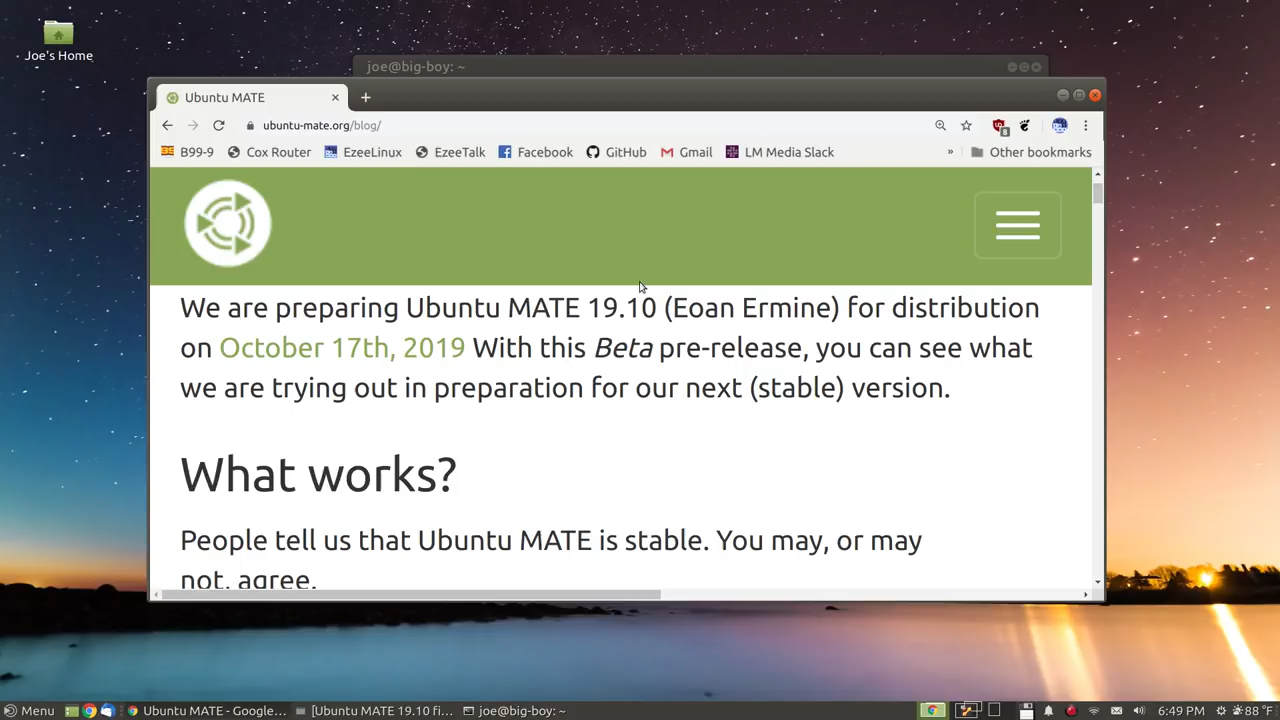 Joe's Home
joe@big-boy: ~
Ubuntu MATE
ubuntu-mate.org/blog/
8
B99-9 Cox Router EzeeLinux EzeeTalk Facebook GitHub Gmail LM Media Slack » Other bookmarks
We are preparing Ubuntu MATE 19.10 (Eoan Ermine) for distribution
on October 17th, 2019 With this Beta pre-release, you can see what
we are trying out in preparation for our next (stable) version.
What works?
People tell us that Ubuntu MATE is stable. You may, or may
not, agree.
Menu Ubuntu MATE - Google... [Ubuntu MATE 19.10 fi... joe@big-boy: ~ 6:49 PM 88 °F